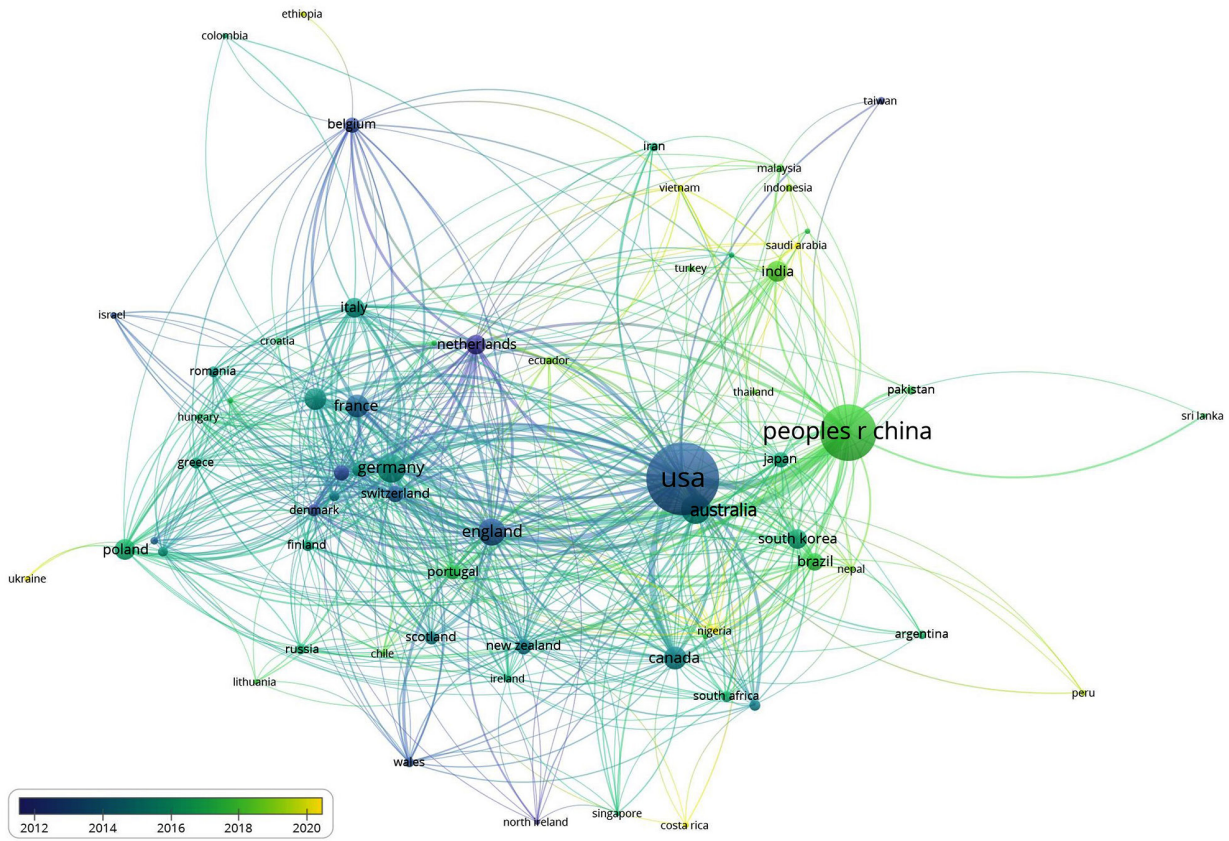 ethiopia
colombia
taiwan
belgium
iran
malaysia
vietnam
indonesia
saudi arabia
turkey
india
italy
israel
croatia
netherlands
ecuador
romania
thailand
pakistan
france
hungary
sri lanka
peoples r china
greece
germany
japan
usa
switzerland
denmark
australia
england
south korea
finland
poland
brazil
nepal
portugal
ukraine
nigeria
argentina
scotland
new zealand
russia
chile
canada
ireland
lithuania
peru
south africa
wales
singapore
north ireland
costa rica
2012 2014 2016 2018 2020